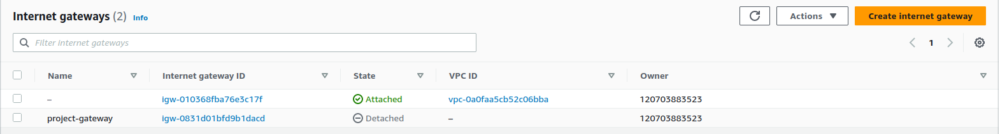 Internet gateways (2) Info
Actions
Create internet gateway
Filter internet gateways
1
Name Internet gateway ID State VPC ID Owner
– igw-010368fba76e3c17f Attached vpc-0a0faa5cb52c06bba 120703883523
project-gateway igw-0831d01bfd9b1dacd Detached – 120703883523